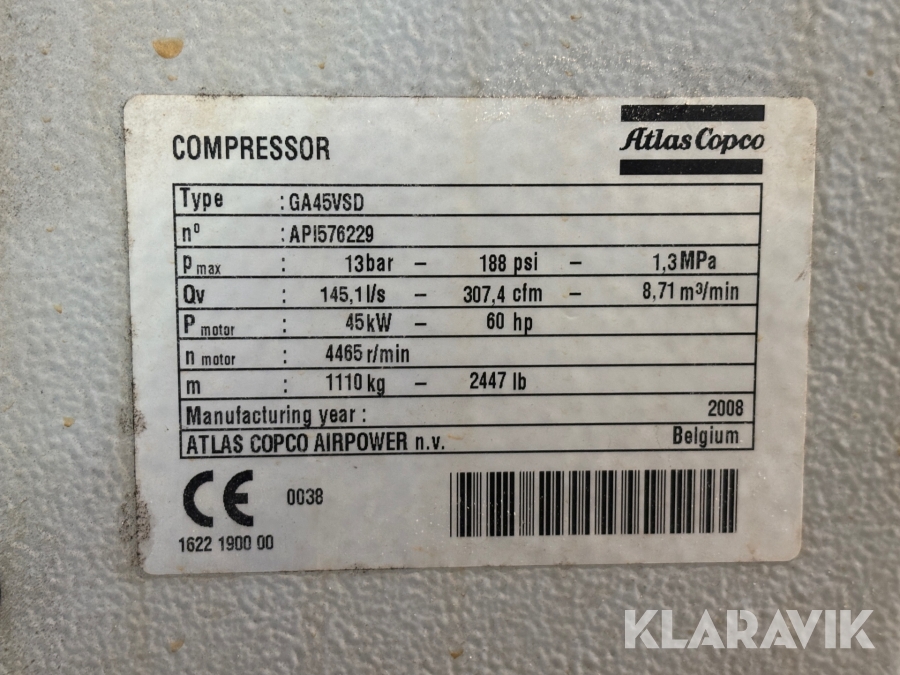 COMPRESSOR
Atlas Copco
Type : GA45VSD
nº : API576229
p max : 13bar – 188 psi – 1,3 MPa
Qv : 145,1 l/s – 307,4 cfm – 8,71 m³/min
P motor : 45kW – 60 hp
n motor : 4465 r/min
m : 1110 kg – 2447 lb
Manufacturing year : 2008
ATLAS COPCO AIRPOWER n.v. Belgium
CE 0038
1622 1900 00
KLARAVIK